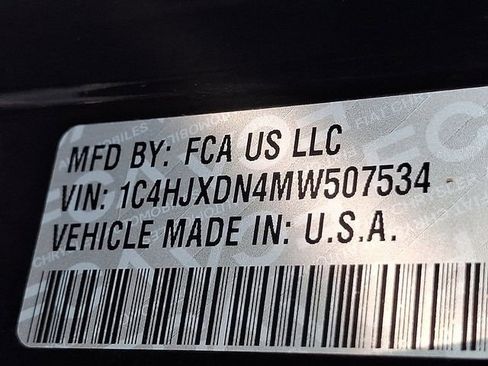 MFD BY: FCA US LLC
VIN: 1C4HJXDN4MW507534
VEHICLE MADE IN: U.S.A.